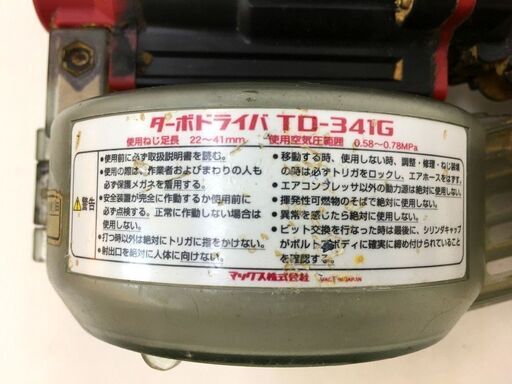 ターボドライバ TD-341G
使用ねじ足長 22〜41mm 使用空気圧範囲 0.58〜0.78MPa
警告
●使用前に必ず取扱説明書を読む。
●使用の際は、作業者およびまわりの人も
必ず保護メガネを着用する。
●安全装置が完全に作動するか使用前に
必ず点検する。正常に作動しない場合は
使用しない。
●打つ時以外は絶対にトリガに指をかけない。
●射出口を絶対に人体に向けない。
●移動する時、使用しない時、調整・修理・ねじ装填
の時は必ずトリガをロックし、エアホースをはずす。
●エアコンプレッサ以外の動力源は絶対に使用しない。
●揮発性可燃物のそばで絶対に使用しない。
●異常を感じたら絶対に使用しない。
●ビット交換を行なった時は最後に、シリンダキャップ
がボルトでボディに確実に締め付けられていること
を確認する。
マックス株式会社 MADE IN JAPAN